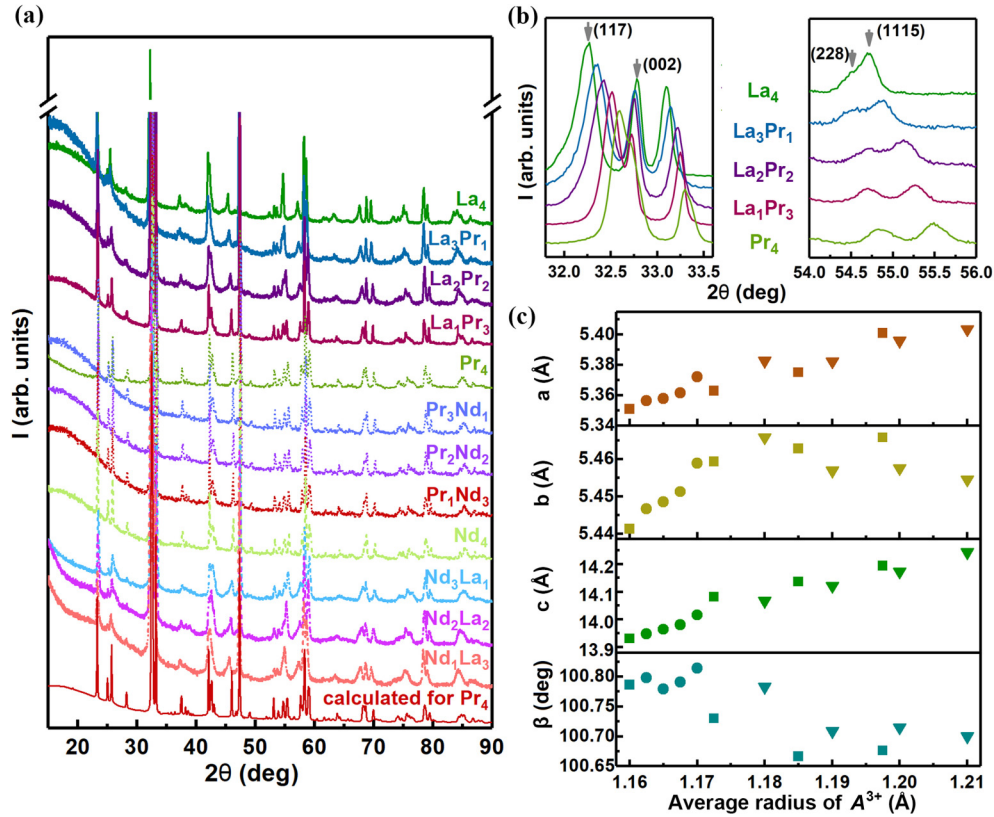 (a)
I (arb. units)
La4
La3Pr1
La2Pr2
La1Pr3
Pr4
Pr3Nd1
Pr2Nd2
Pr1Nd3
Nd4
Nd3La1
Nd2La2
Nd1La3
calculated for Pr4
20 30 40 50 60 70 80 90
2θ (deg)
(b)
I (arb. units)
(117)
(002)
32.0 32.5 33.0 33.5
La4
La3Pr1
La2Pr2
La1Pr3
Pr4
(228)
(1115)
54.0 54.5 55.0 55.5 56.0
2θ (deg)
(c)
a (Å)
5.40
5.38
5.36
5.34
b (Å)
5.46
5.45
5.44
c (Å)
14.2
14.0
13.9
β (deg)
100.80
100.70
100.65
1.16 1.17 1.18 1.19 1.20 1.21
Average radius of A3+ (Å)